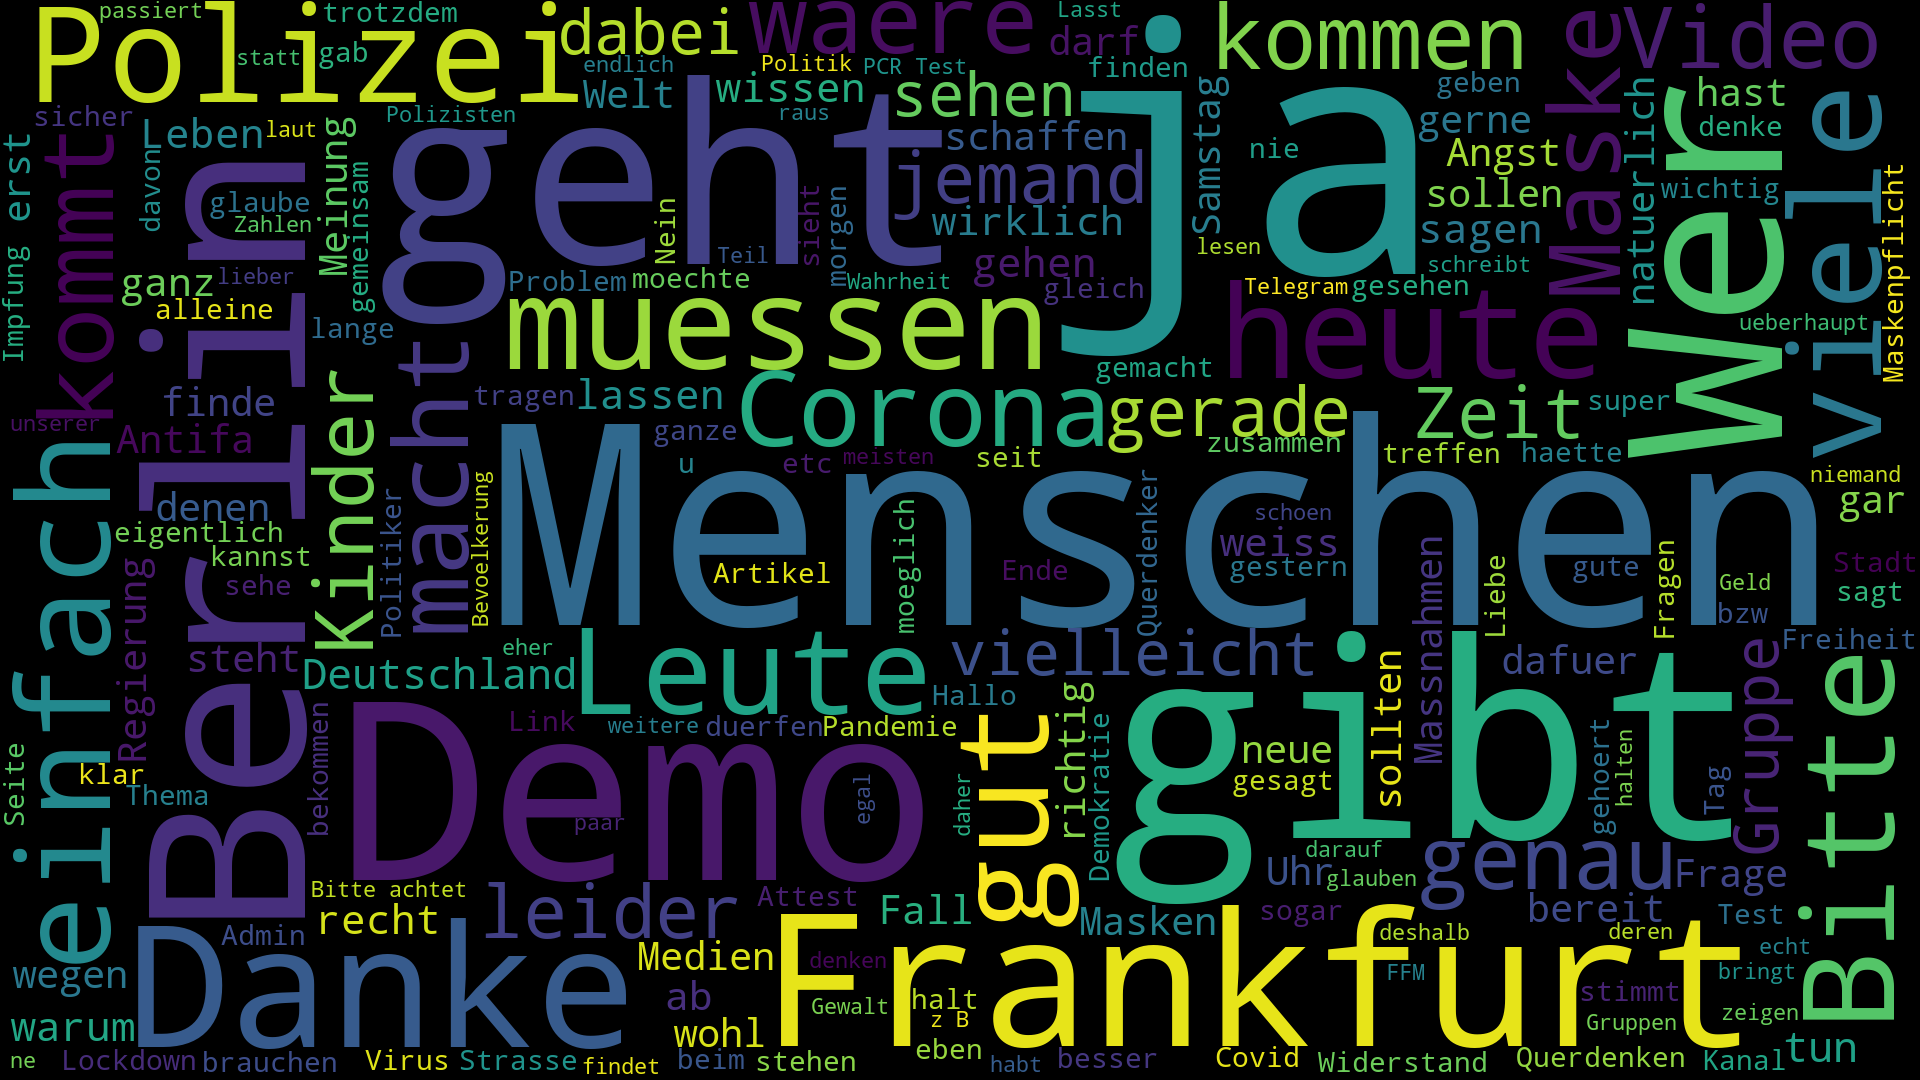 passiert
trotzdem
Polizei
statt
gab
dabei
endlich
waere
Politik
PCR Test
Lasst
darf
finden
kommen
Maske
Video
geben
hast
denke
sicher
Leben
laut
Polizisten
Welt
wissen
raus
sehen
schaffen
Samstag
gerne
nie
Angst
natuerlich
Wer
viele
wichtig
Impfung erst
kommt
davon
glaube
Zahlen
Meinung
gemeinsam
geht
Nein
Teil
sieht
morgen
jemand
wirklich
ja
sollen
sagen
lesen
schreibt
Maskenpflicht
ganz
lieber
alleine
lange
Problem
moechte
Wahrheit
gehen
gleich
Telegram
gesehen
ueberhaupt
muessen
heute
Berlin
finde
Antifa
unserer
Kinder
macht
tragen
lassen
ganze
Corona
gemacht
gerade
Zeit
super
zusammen
treffen
haette
niemand
gar
u
etc
meisten
seit
einfach
denen
eigentlich
kannst
sehe
Regierung
Politiker
Bevoelkerung
Menschen
Artikel
moeglich
Ende
Querdenker
schoen
weiss
gestern
Massnahmen
Liebe
gute
Fragen
Geld
bzw
Stadt
sagt
Freiheit
steht
Deutschland
eher
Leute
vielleicht
Hallo
dafuer
Gruppe
Bitte
Link
weitere
duerfen
Pandemie
gut
richtig
Demokratie
gibt
neue
gesagt
sollten
gehoert
halten
Tag
Seite
klar
Thema
bekommen
Demo
paar
egal
daher
darauf
Uhr
glauben
genau
Frage
Bitte achtet
recht
Admin
leider
Attest
Fall
Masken
sogar
bereit
Test
wegen
Danke
Medien
denken
Frankfurt
deshalb
deren
echt
FFM
bringt
ab
Gewalt
halt
z B
stimmt
Gruppen
zeigen
warum
wohl
eben
tun
ne
Lockdown
brauchen
Virus
Strasse
findet
beim
stehen
habt
besser
Covid
Widerstand
Querdenken
Kanal